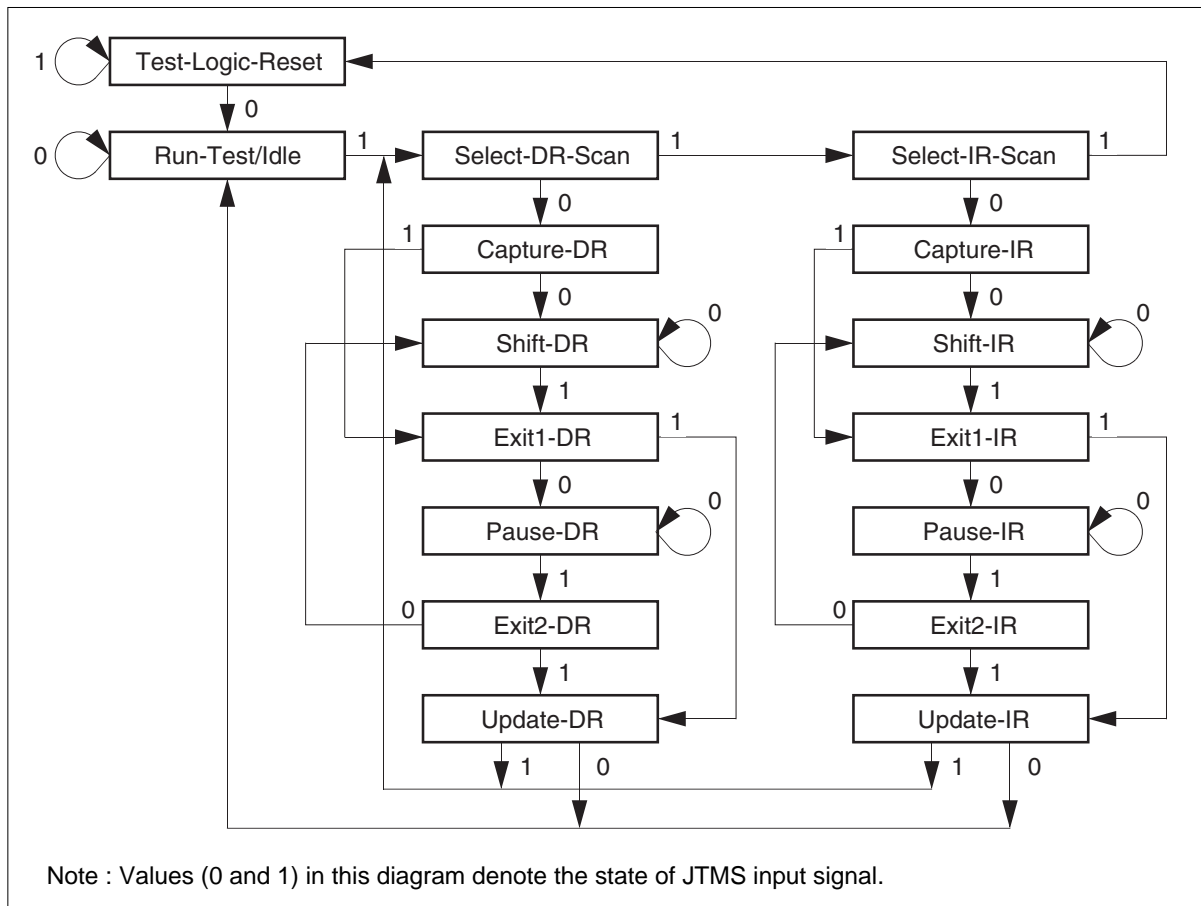 1 Test-Logic-Reset
0
0 Run-Test/Idle 1 Select-DR-Scan 1 Select-IR-Scan 1
0 0
1 Capture-DR 1 Capture-IR
0 0
Shift-DR 0 Shift-IR 0
1 1
Exit1-DR 1 Exit1-IR 1
0 0
Pause-DR 0 Pause-IR 0
1 1
0 Exit2-DR 0 Exit2-IR
1 1
Update-DR Update-IR
1 0 1 0
Note : Values (0 and 1) in this diagram denote the state of JTMS input signal.